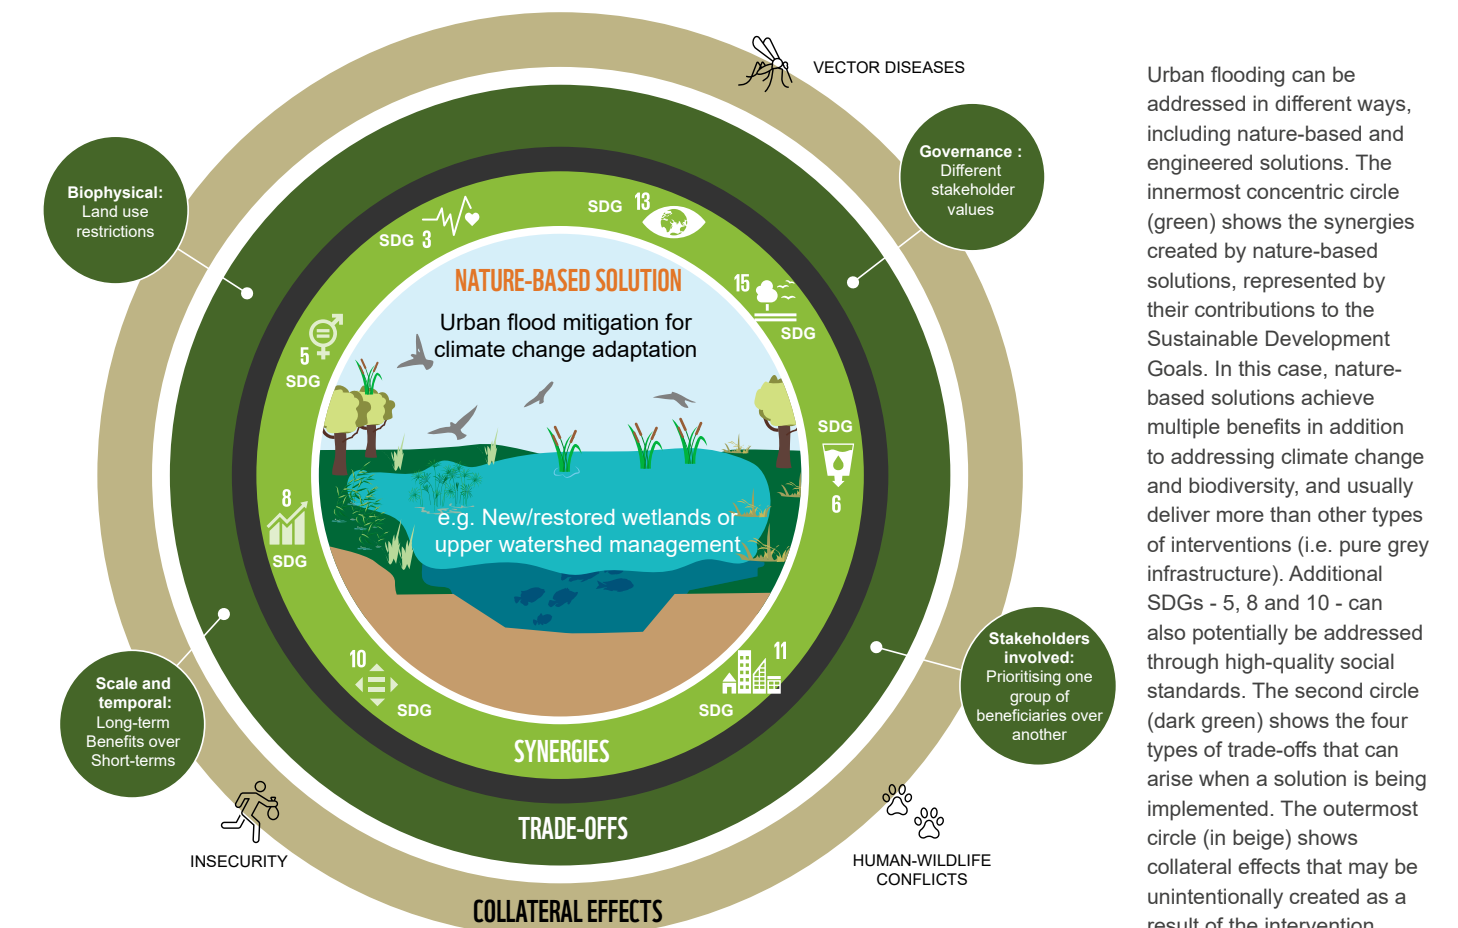 VECTOR DISEASES
Governance :
Different
stakeholder
values
Biophysical:
Land use
restrictions
SDG 3
SDG 13
15
SDG
5
SDG
SDG
6
8
SDG
10
SDG
11
SDG
NATURE-BASED SOLUTION
Urban flood mitigation for
climate change adaptation
e.g. New/restored wetlands or
upper watershed management
SYNERGIES
TRADE-OFFS
COLLATERAL EFFECTS
Scale and
temporal:
Long-term
Benefits over
Short-terms
Stakeholders
involved:
Prioritising one
group of
beneficiaries over
another
INSECURITY
HUMAN-WILDLIFE
CONFLICTS
Urban flooding can be
addressed in different ways,
including nature-based and
engineered solutions. The
innermost concentric circle
(green) shows the synergies
created by nature-based
solutions, represented by
their contributions to the
Sustainable Development
Goals. In this case, nature-
based solutions achieve
multiple benefits in addition
to addressing climate change
and biodiversity, and usually
deliver more than other types
of interventions (i.e. pure grey
infrastructure). Additional
SDGs - 5, 8 and 10 - can
also potentially be addressed
through high-quality social
standards. The second circle
(dark green) shows the four
types of trade-offs that can
arise when a solution is being
implemented. The outermost
circle (in beige) shows
collateral effects that may be
unintentionally created as a
result of the intervention